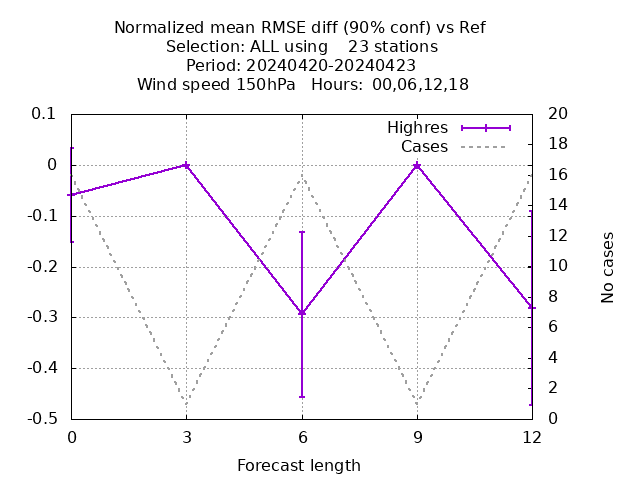 Normalized mean RMSE diff (90% conf) vs Ref
Selection: ALL using    23 stations
Period: 20240420-20240423
Wind speed 150hPa   Hours:  00,06,12,18
Highres
Cases
0.1
0
-0.1
-0.2
-0.3
-0.4
-0.5
20
18
16
14
12
10
8
6
4
2
0
No cases
0 3 6 9 12
Forecast length